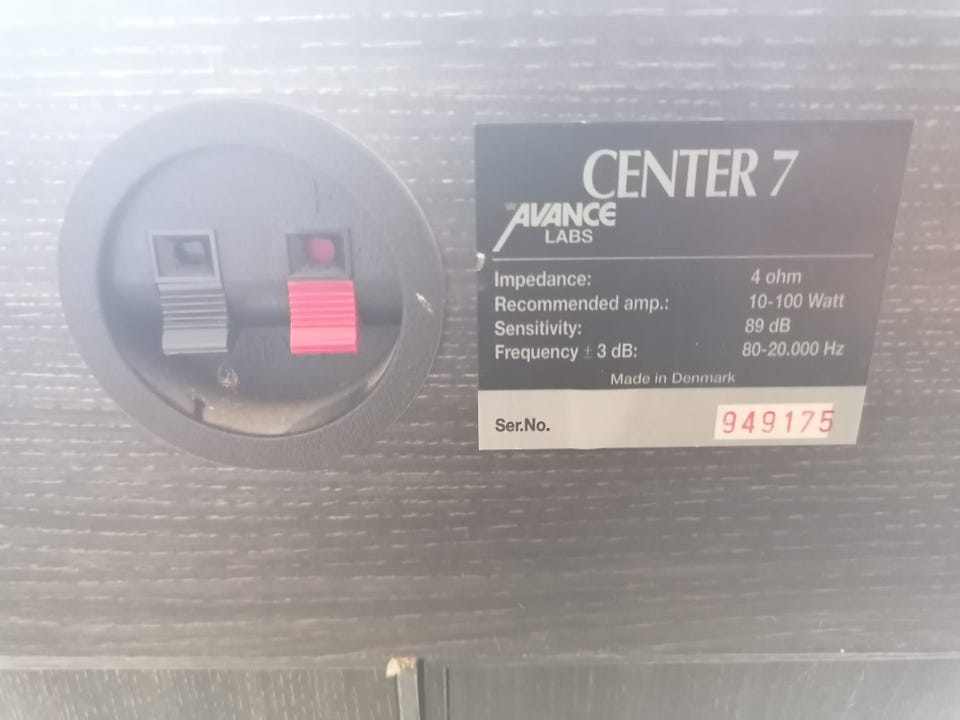 CENTER 7
AVANCE
LABS
Impedance: 4 ohm
Recommended amp.: 10-100 Watt
Sensitivity: 89 dB
Frequency ± 3 dB: 80-20.000 Hz
Made in Denmark
Ser.No. 949175